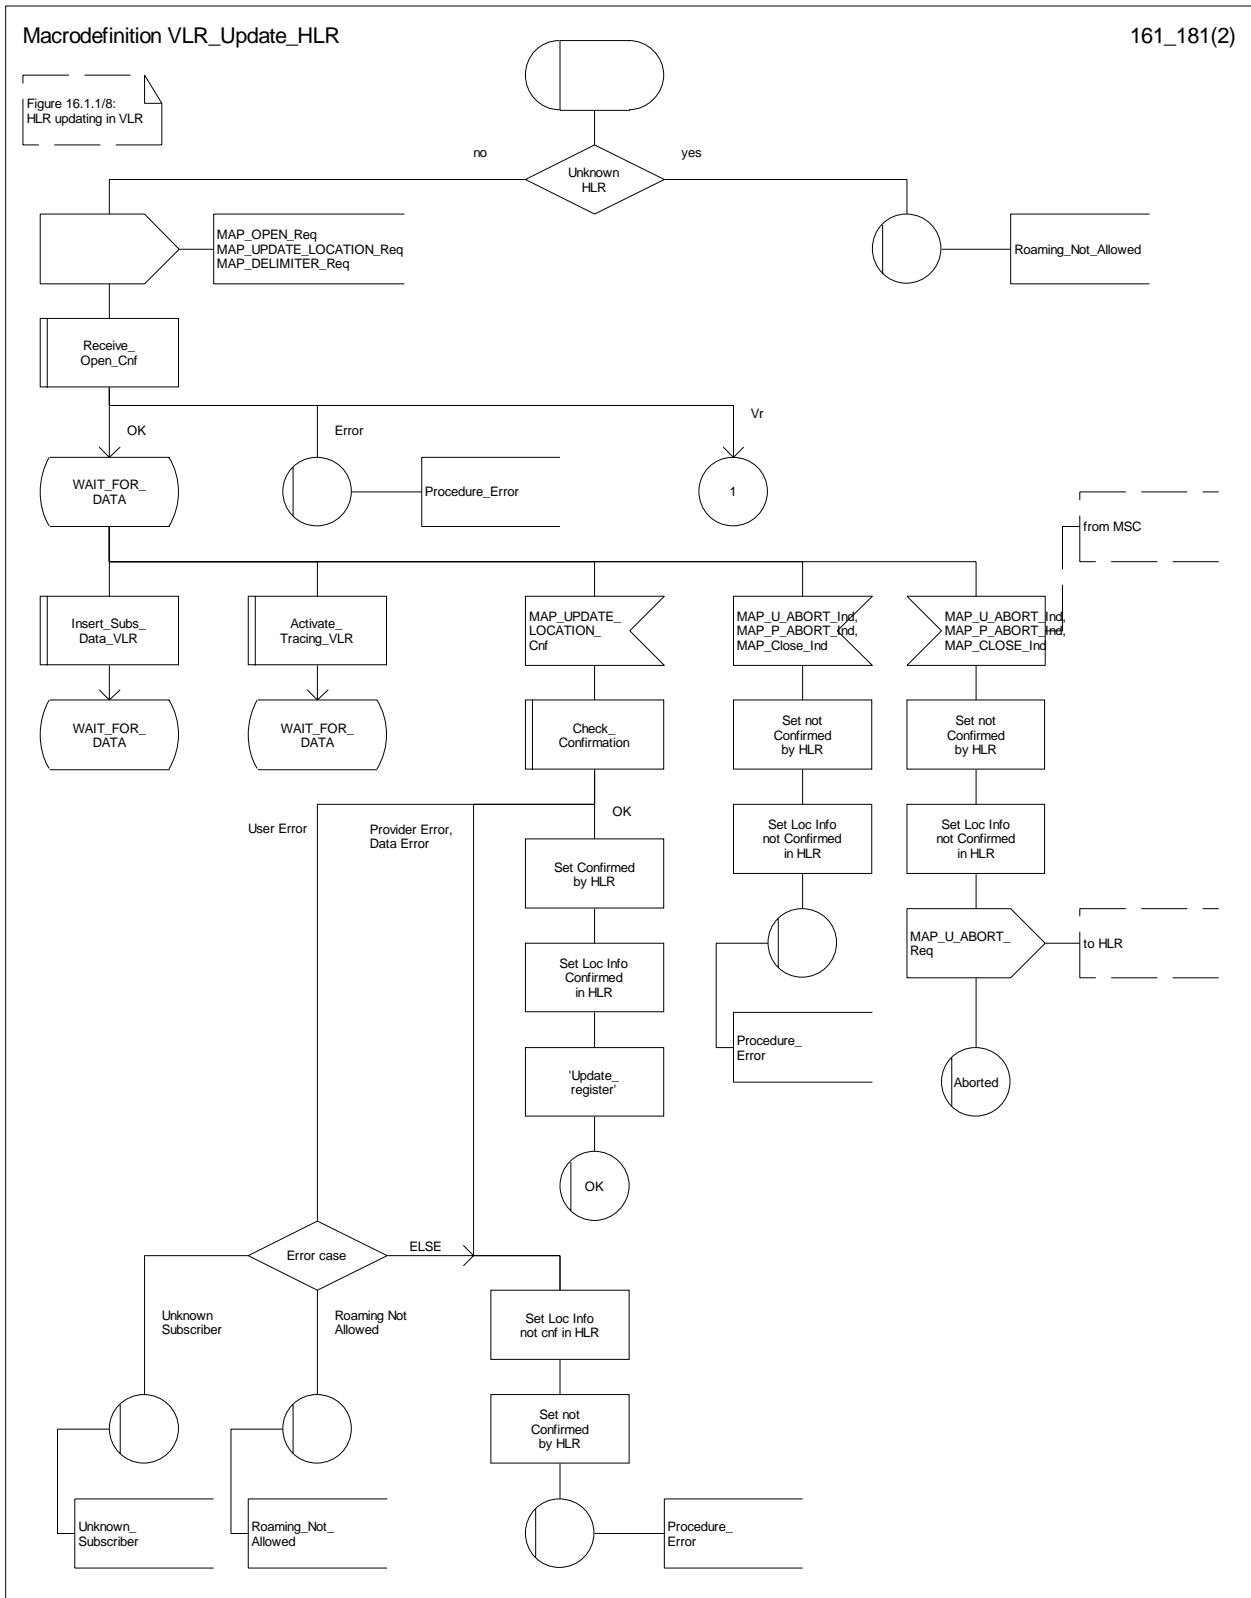 Macrodefinition VLR_Update_HLR
161_181(2)
Figure 16.1.1/8:
HLR updating in VLR
no
yes
Unknown
HLR
MAP_OPEN_Req
MAP_UPDATE_LOCATION_Req
MAP_DELIMITER_Req
Roaming_Not_Allowed
Receive_
Open_Cnf
OK
Error
Vr
WAIT_FOR_
DATA
Procedure_Error
1
from MSC
Insert_Subs_
Data_VLR
Activate_
Tracing_VLR
MAP_UPDATE_
LOCATION_
Cnf
MAP_U_ABORT_Ind,
MAP_P_ABORT_Ind,
MAP_Close_Ind
MAP_U_ABORT_Ind,
MAP_P_ABORT_Ind,
MAP_CLOSE_Ind
WAIT_FOR_
DATA
WAIT_FOR_
DATA
Check_
Confirmation
Set not
Confirmed
by HLR
Set not
Confirmed
by HLR
User Error
Provider Error,
Data Error
OK
Set Loc Info
not Confirmed
in HLR
Set Loc Info
not Confirmed
in HLR
Set Confirmed
by HLR
MAP_U_ABORT_
Req
to HLR
Set Loc Info
Confirmed
in HLR
Procedure_
Error
'Update_
register'
Aborted
OK
Error case
ELSE
Unknown
Subscriber
Roaming Not
Allowed
Set Loc Info
not cnf in HLR
Set not
Confirmed
by HLR
Unknown_
Subscriber
Roaming_Not_
Allowed
Procedure_
Error